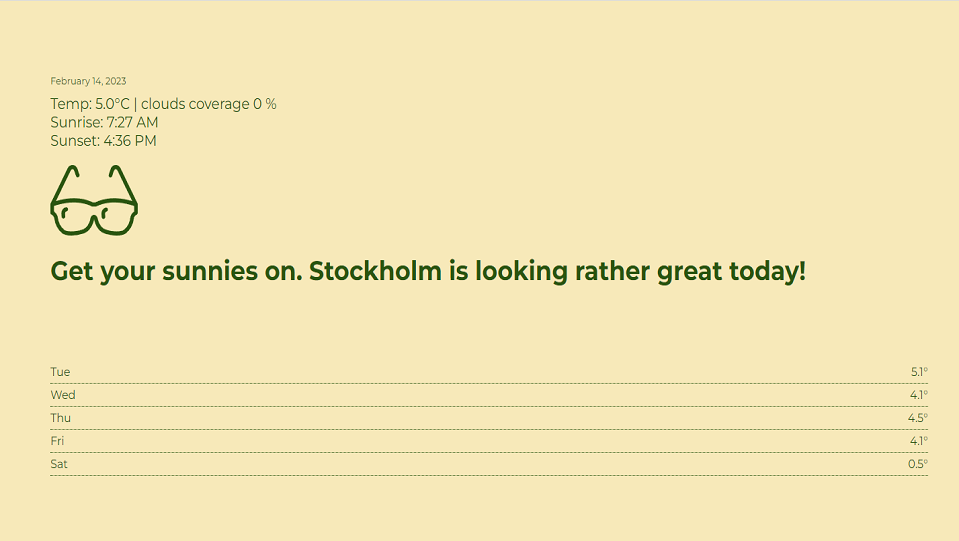 February 14, 2023
Temp: 5.0°C | clouds coverage 0 %
Sunrise: 7:27 AM
Sunset: 4:36 PM
Get your sunnies on. Stockholm is looking rather great today!
Tue 5.1°
Wed 4.1°
Thu 4.5°
Fri 4.1°
Sat 0.5°